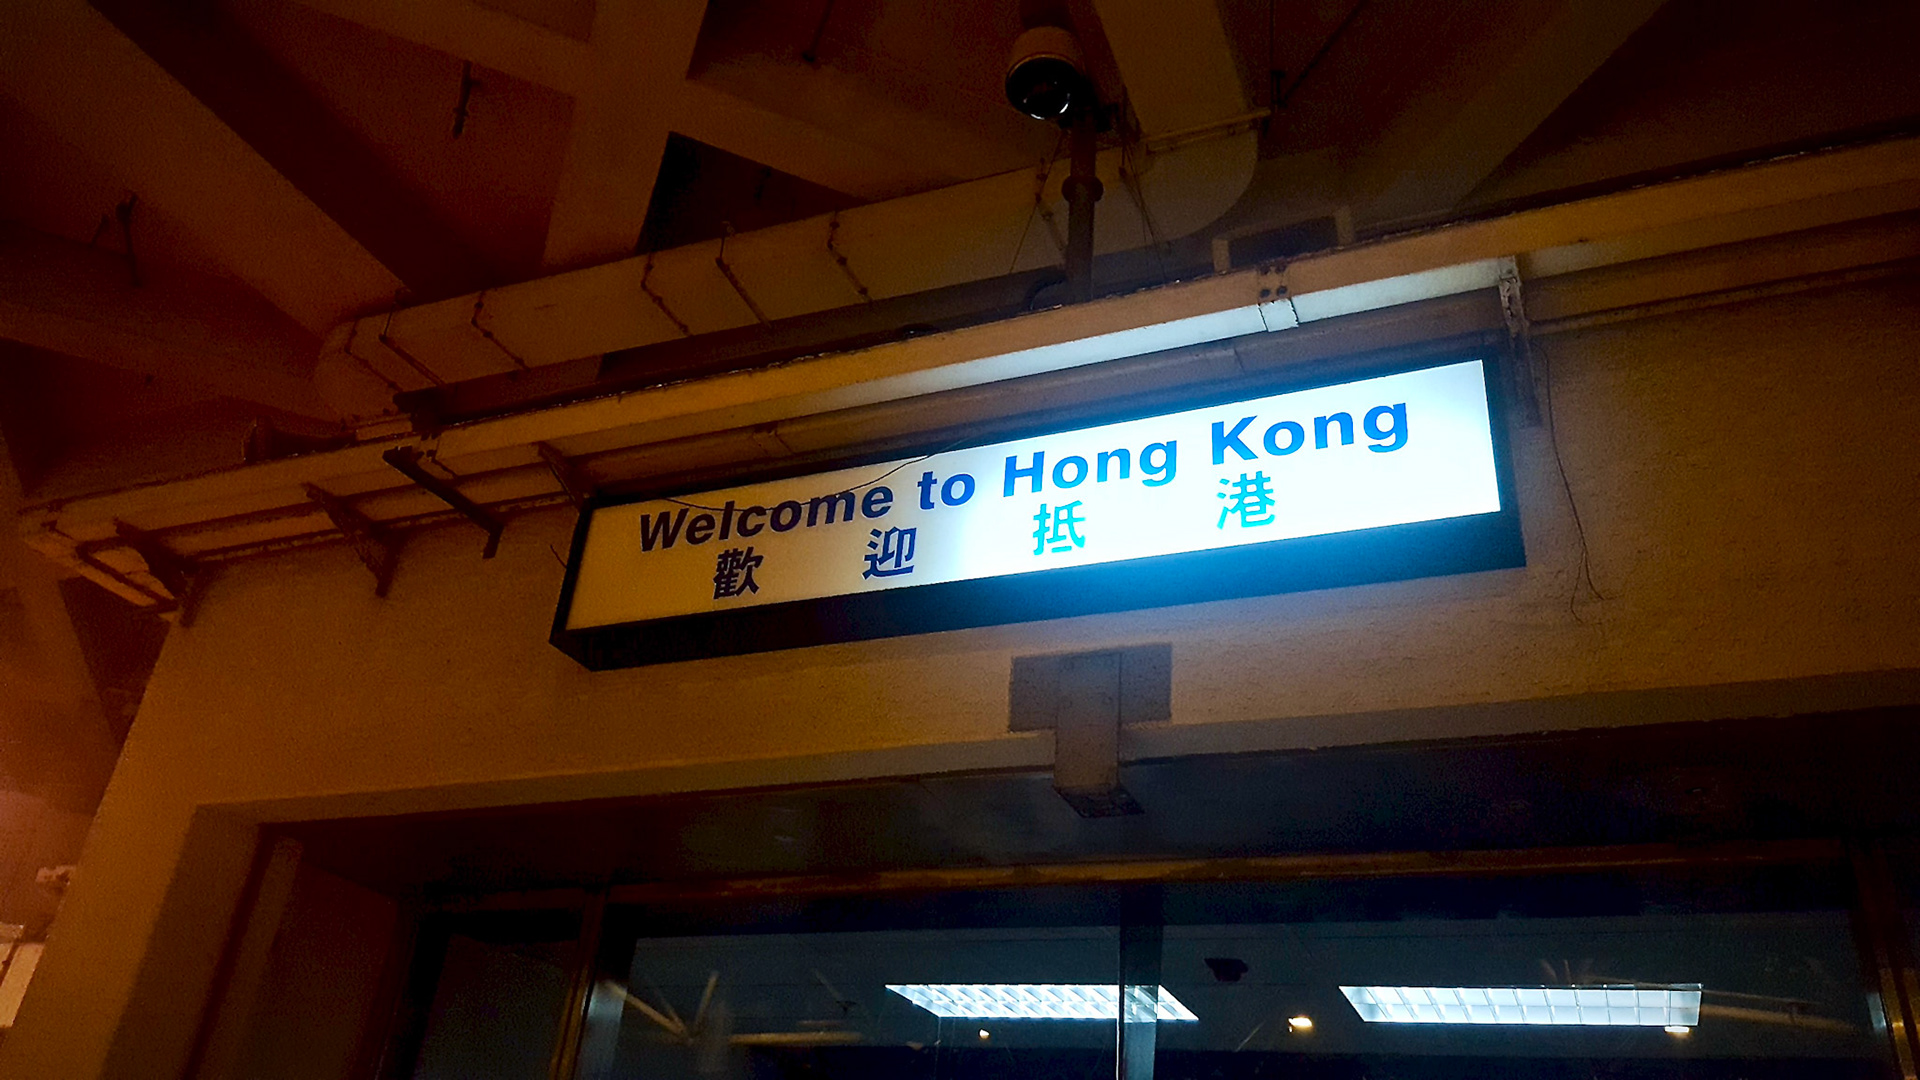 Welcome to Hong Kong
歡迎抵港